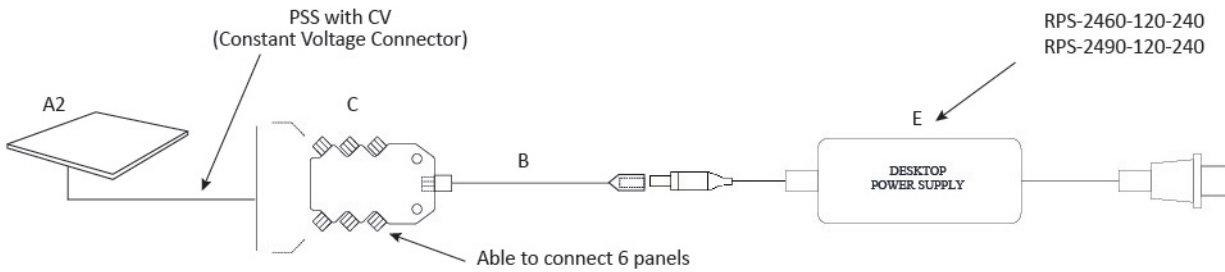 PSS with CV
(Constant Voltage Connector)
RPS-2460-120-240
RPS-2490-120-240
A2
C
B
E
DESKTOP
POWER SUPPLY
Able to connect 6 panels